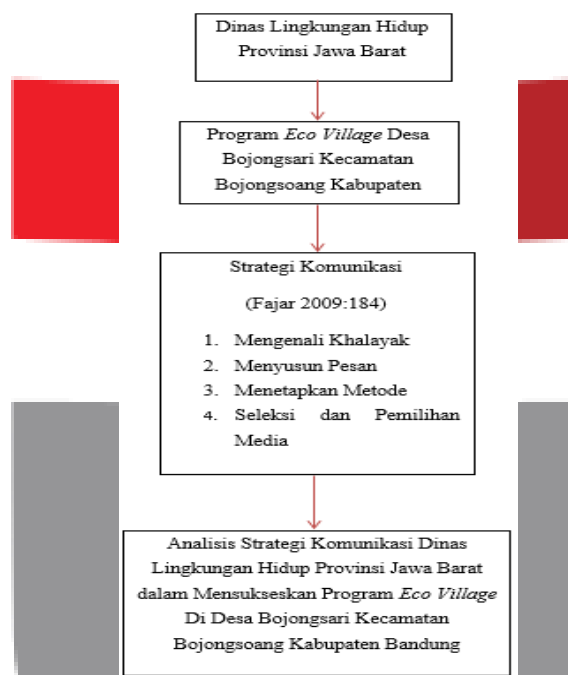 Dinas Lingkungan Hidup
Provinsi Jawa Barat
Program Eco Village Desa
Bojongsari Kecamatan
Bojongsoang Kabupaten
Strategi Komunikasi
(Fajar 2009:184)
1. Mengenali Khalayak
2. Menyusun Pesan
3. Menetapkan Metode
4. Seleksi dan Pemilihan
Media
Analisis Strategi Komunikasi Dinas
Lingkungan Hidup Provinsi Jawa Barat
dalam Mensukseskan Program Eco Village
Di Desa Bojongsari Kecamatan
Bojongsoang Kabupaten Bandung